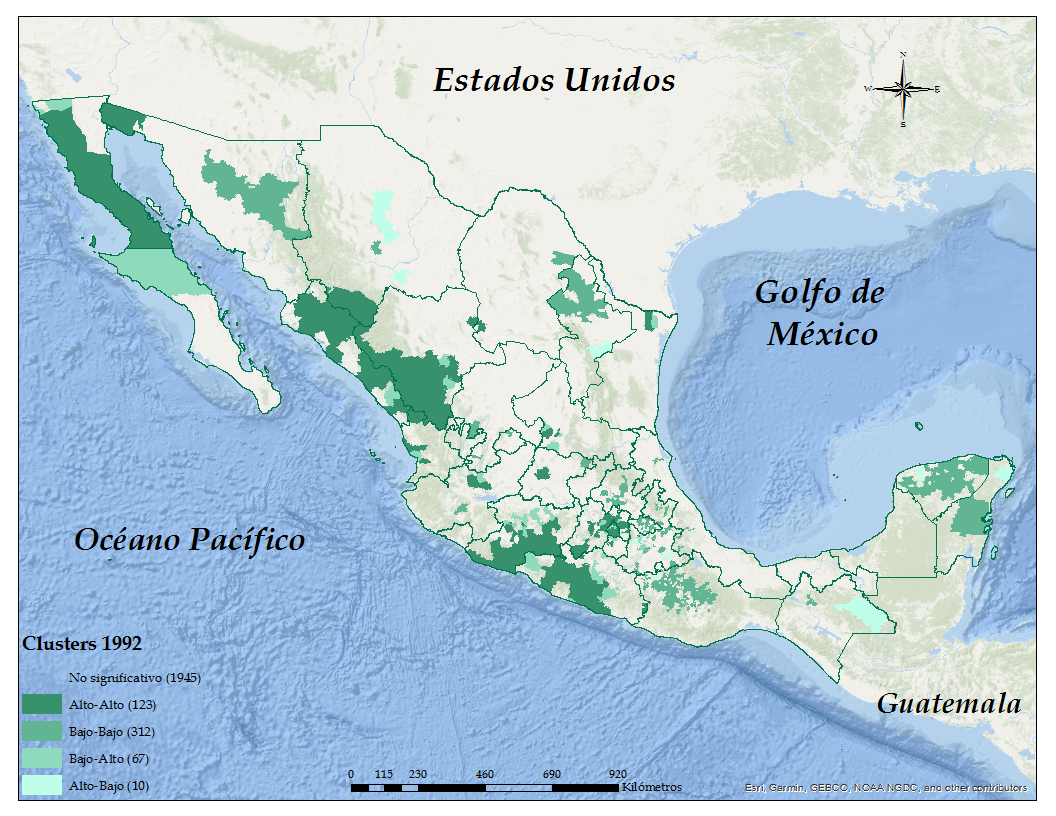 Estados Unidos
N
W
E
S
Golfo de
México
Océano Pacífico
Clusters 1992
No significativo (1945)
Alto-Alto (123)
Bajo-Bajo (312)
Bajo-Alto (67)
Alto-Bajo (10)
Guatemala
0 115 230 460 690 920
Kilómetros
Esri, Garmin, GEBCO, NOAA NGDC, and other contributors